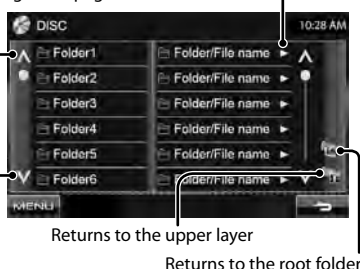 DISC 10:28 AM
Folder1 Folder/File name
Folder2 Folder/File name
Folder3 Folder/File name
Folder4 Folder/File name
Folder5 Folder/File name
Folder6 Folder/File name
MENU
Returns to the upper layer
Returns to the root folder